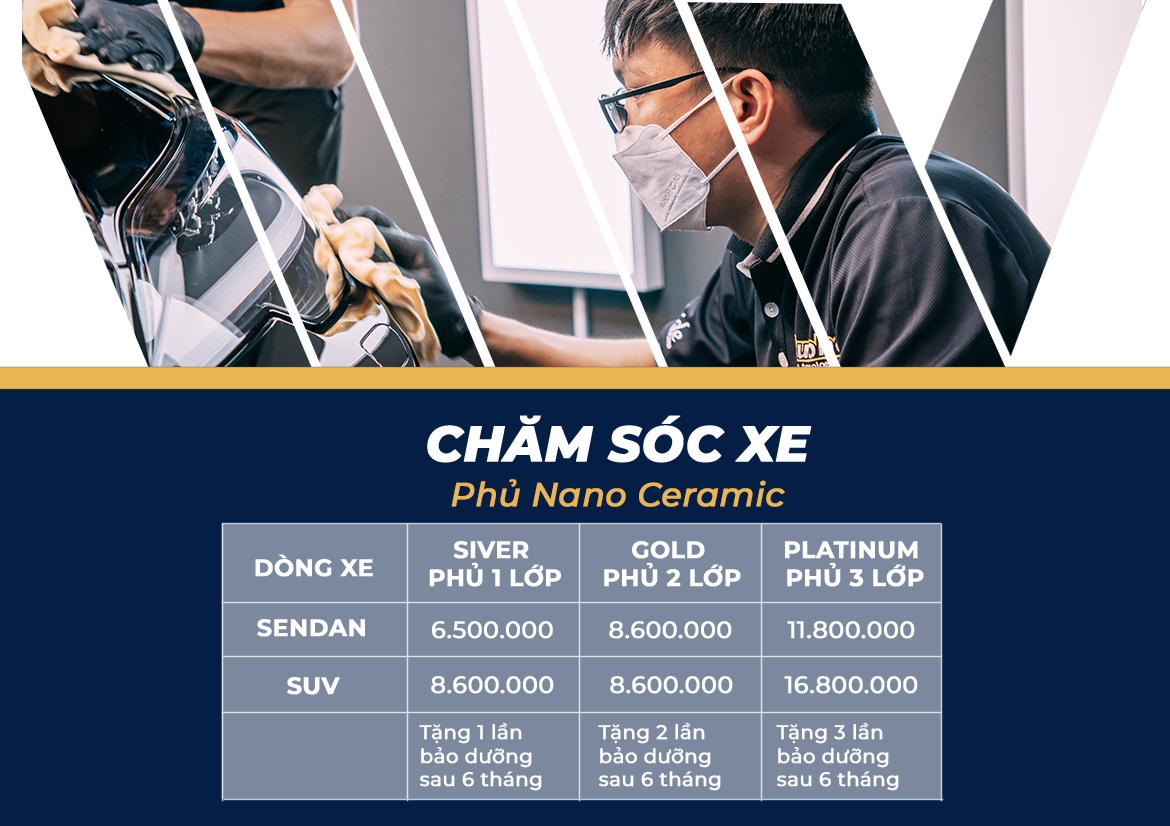 CHĂM SÓC XE
Phủ Nano Ceramic
DÒNG XE
SIVER
PHỦ 1 LỚP
GOLD
PHỦ 2 LỚP
PLATINUM
PHỦ 3 LỚP
SENDAN
6.500.000
8.600.000
11.800.000
SUV
8.600.000
8.600.000
16.800.000
Tặng 1 lần
bảo dưỡng
sau 6 tháng
Tặng 2 lần
bảo dưỡng
sau 6 tháng
Tặng 3 lần
bảo dưỡng
sau 6 tháng